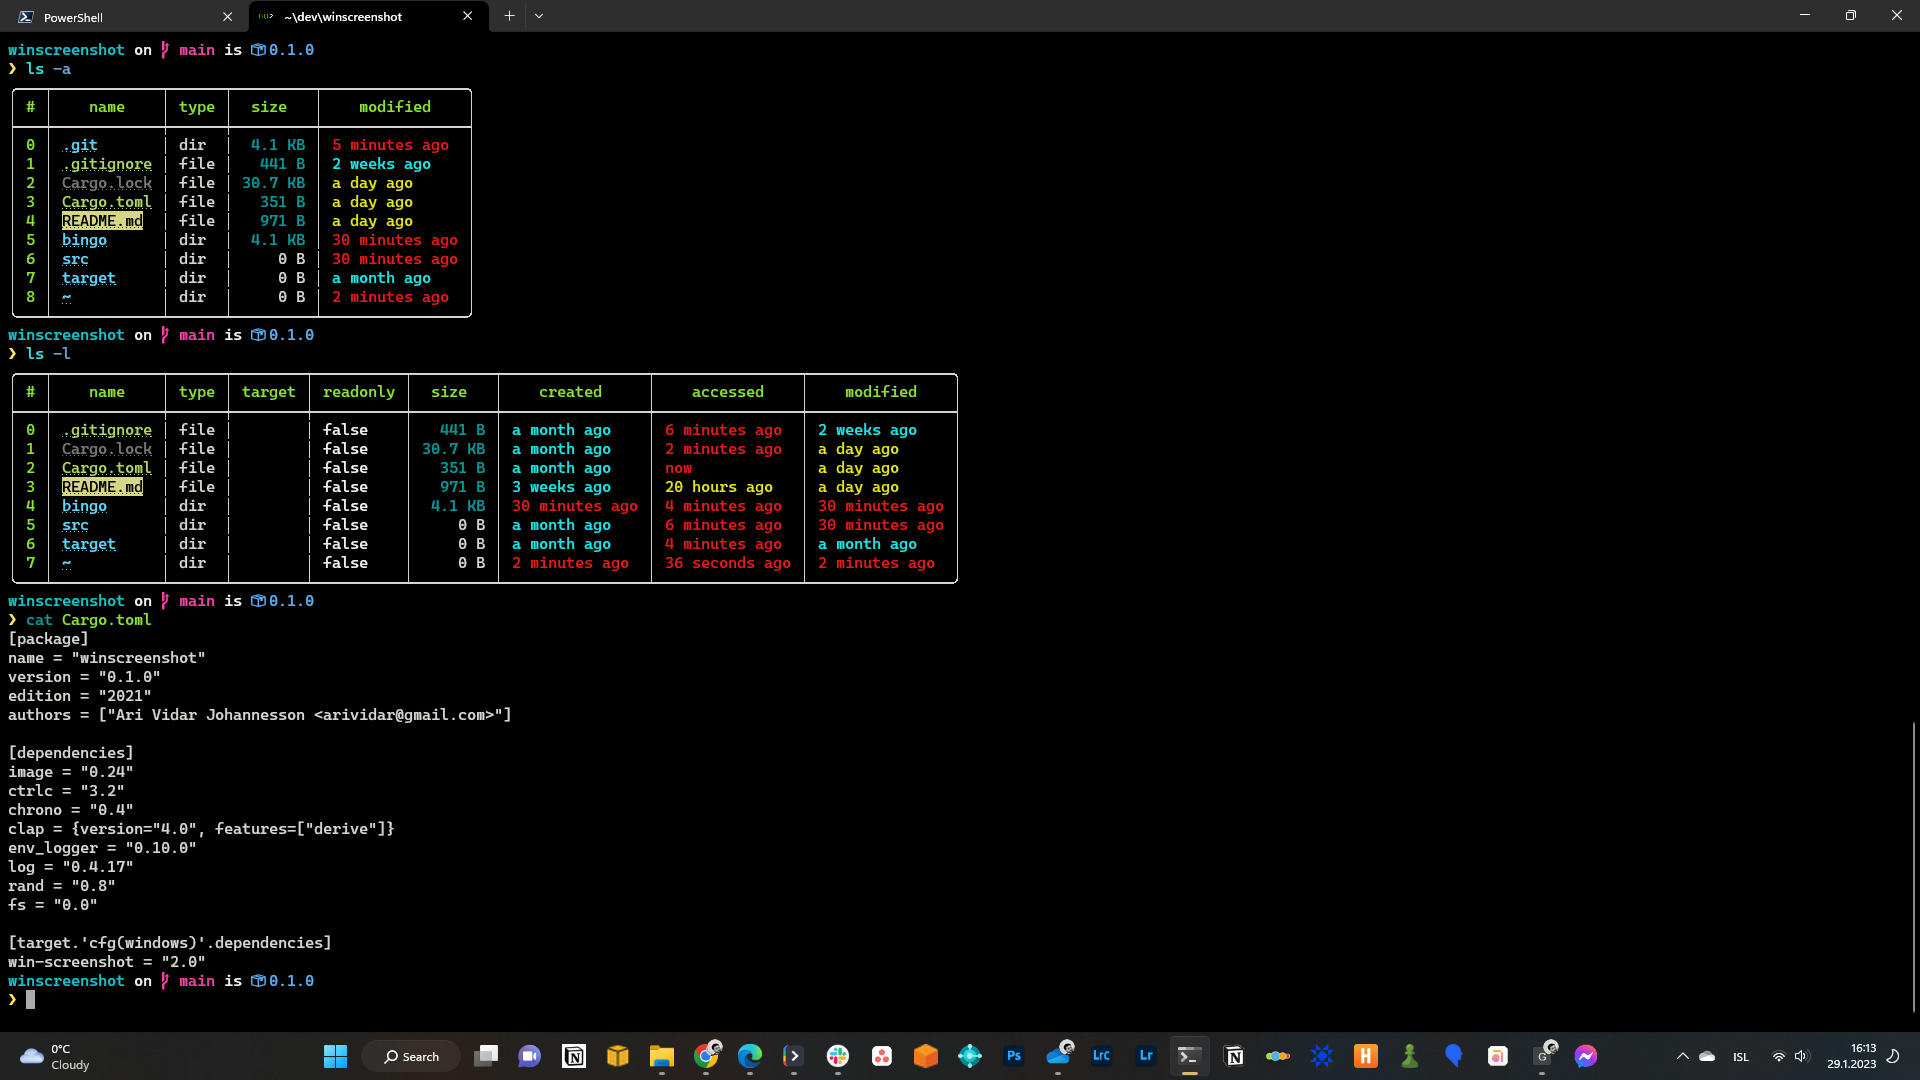 PowerShell
~\dev\winscreenshot
winscreenshot on main is 0.1.0
❯ ls -a
# name type size modified
0 .git dir 4.1 KB 5 minutes ago
1 .gitignore file 441 B 2 weeks ago
2 Cargo.lock file 30.7 KB a day ago
3 Cargo.toml file 351 B a day ago
4 README.md file 971 B a day ago
5 bingo dir 4.1 KB 30 minutes ago
6 src dir 0 B 30 minutes ago
7 target dir 0 B a month ago
8 ~ dir 0 B 2 minutes ago
winscreenshot on main is 0.1.0
❯ ls -l
# name type target readonly size created accessed modified
0 .gitignore file false 441 B a month ago 6 minutes ago 2 weeks ago
1 Cargo.lock file false 30.7 KB a month ago 2 minutes ago a day ago
2 Cargo.toml file false 351 B a month ago now a day ago
3 README.md file false 971 B 3 weeks ago 20 hours ago a day ago
4 bingo dir false 4.1 KB 30 minutes ago 4 minutes ago 30 minutes ago
5 src dir false 0 B a month ago 6 minutes ago 30 minutes ago
6 target dir false 0 B a month ago 4 minutes ago a month ago
7 ~ dir false 0 B 2 minutes ago 36 seconds ago 2 minutes ago
winscreenshot on main is 0.1.0
❯ cat Cargo.toml
[package]
name = "winscreenshot"
version = "0.1.0"
edition = "2021"
authors = ["Ari Vidar Johannesson <arividar@gmail.com>"]
[dependencies]
image = "0.24"
ctrlc = "3.2"
chrono = "0.4"
clap = {version="4.0", features=["derive"]}
env_logger = "0.10.0"
log = "0.4.17"
rand = "0.8"
fs = "0.0"
[target.'cfg(windows)'.dependencies]
win-screenshot = "2.0"
winscreenshot on main is 0.1.0
❯
0°C
Cloudy
Search
Ps
LrC
Lr
H
G
ISL
16:13
29.1.2023